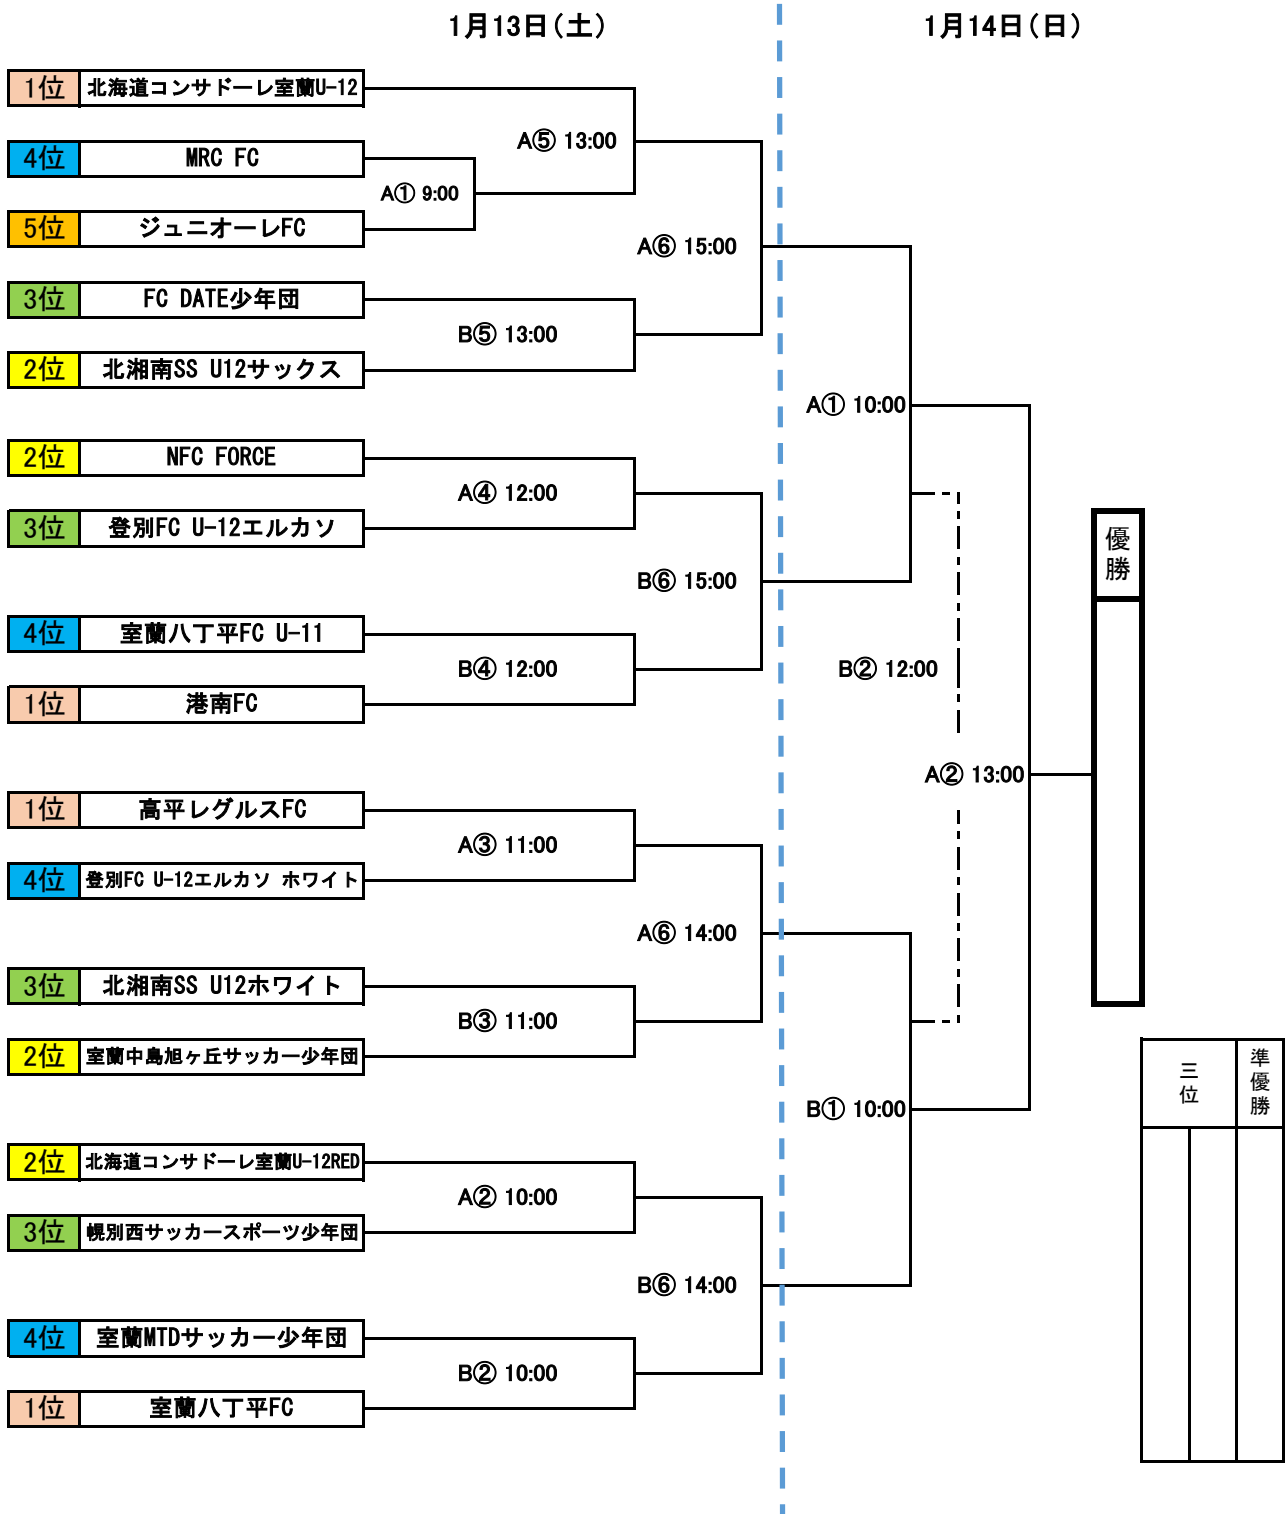 1月13日(土)
1月14日(日)
1位 北海道コンサドーレ室蘭U-12
A⑤ 13:00
4位 MRC FC
A① 9:00
5位 ジュニオーレFC
A⑥ 15:00
3位 FC DATE少年団
B⑤ 13:00
2位 北湘南SS U12サックス
A① 10:00
2位 NFC FORCE
A④ 12:00
3位 登別FC U-12エルカソ
優勝
B⑥ 15:00
4位 室蘭八丁平FC U-11
B④ 12:00
B② 12:00
1位 港南FC
A② 13:00
1位 高平レグルスFC
A③ 11:00
4位 登別FC U-12エルカソ ホワイト
A⑥ 14:00
3位 北湘南SS U12ホワイト
B③ 11:00
2位 室蘭中島旭ヶ丘サッカー少年団
三位
準優勝
B① 10:00
2位 北海道コンサドーレ室蘭U-12RED
A② 10:00
3位 幌別西サッカースポーツ少年団
B⑥ 14:00
4位 室蘭MTDサッカー少年団
B② 10:00
1位 室蘭八丁平FC